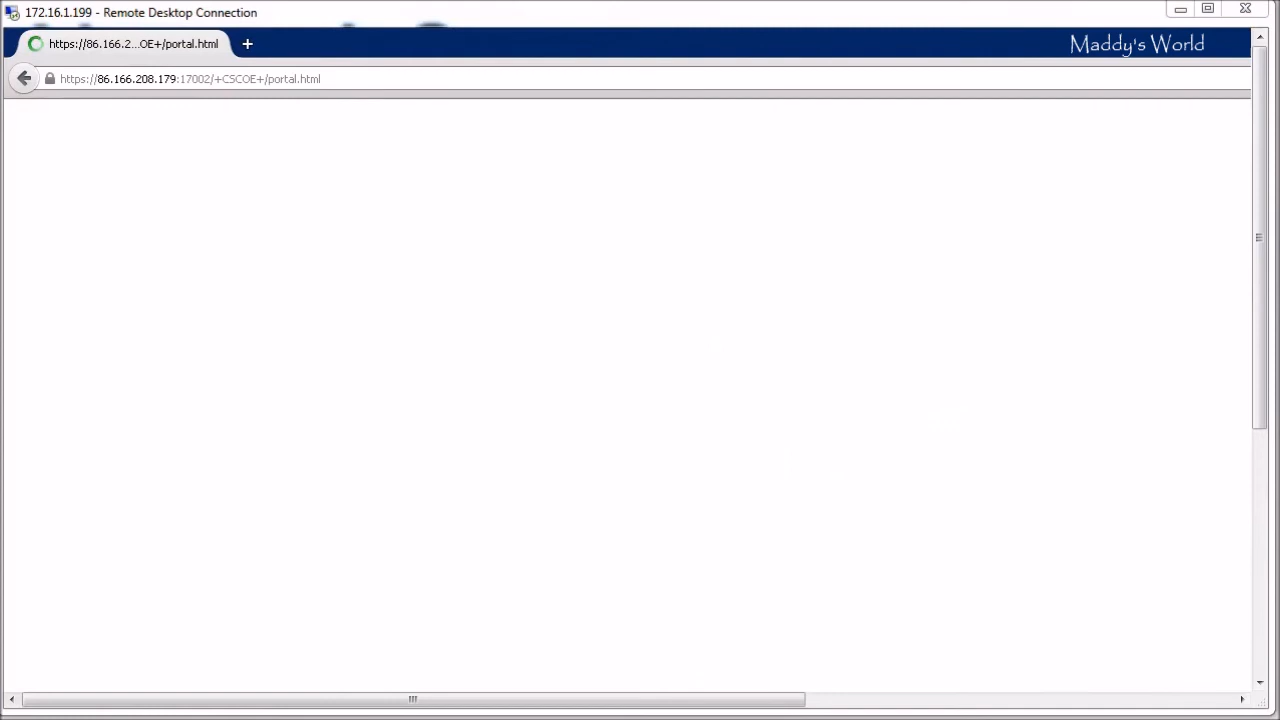 172.16.1.199 - Remote Desktop Connection
https://86.166.2...OE+/portal.html
Maddy's World
https://86.166.208.179:17002/+CSCOE+/portal.html